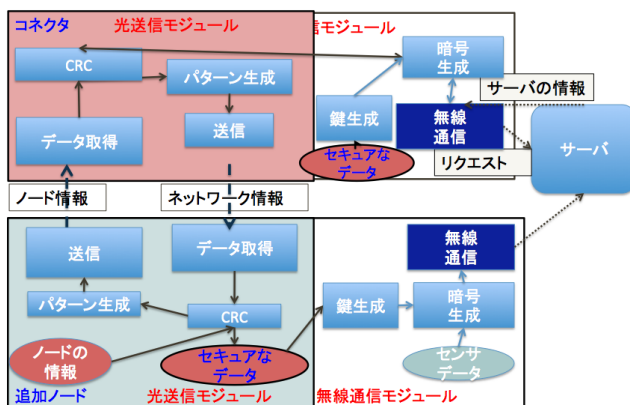 コネクタ
光送信モジュール
信モジュール
CRC
パターン生成
暗号
生成
サーバの情報
データ取得
送信
鍵生成
無線
通信
サーバ
セキュアな
データ
リクエスト
ノード情報
ネットワーク情報
送信
データ取得
無線
通信
パターン生成
CRC
鍵生成
暗号
生成
ノードの
情報
セキュアな
データ
センサ
データ
追加ノード
光送信モジュール
無線通信モジュール